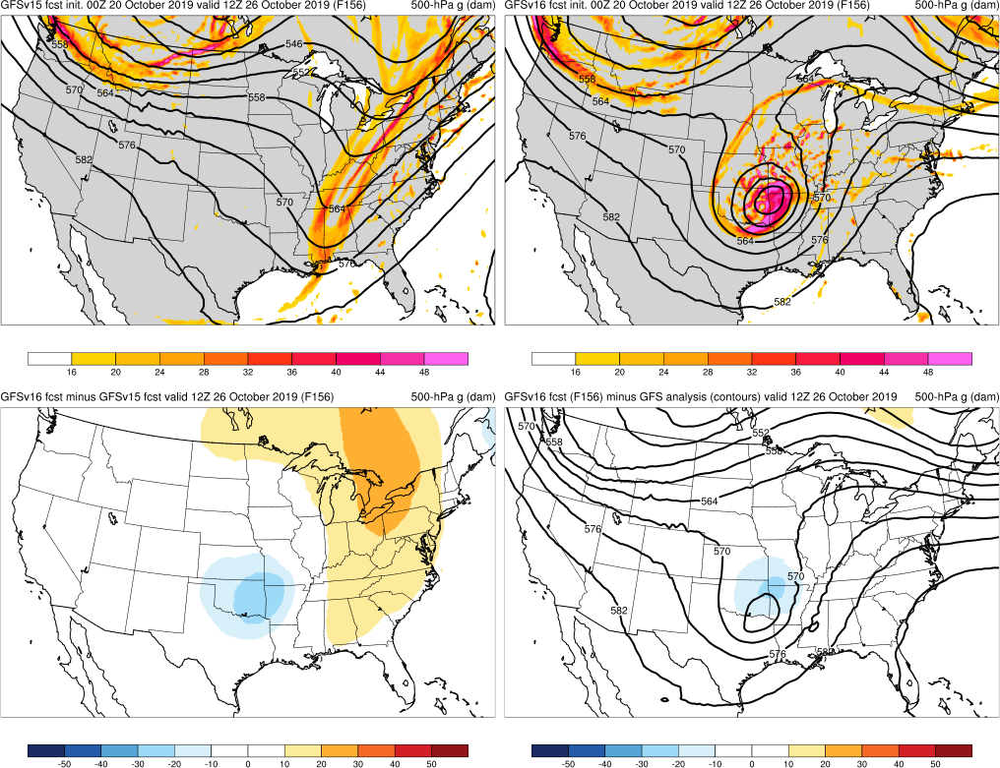 GFSv15 fcst init. 00Z 20 October 2019 valid 12Z 26 October 2019 (F156) 500-hPa g (dam)
558 546 552 570 564 558 576 582 570 564 576
16 20 24 28 32 36 40 44 48
GFSv16 fcst init. 00Z 20 October 2019 valid 12Z 26 October 2019 (F156) 500-hPa g (dam)
558 564 564 576 570 570 582 564 576 582
16 20 24 28 32 36 40 44 48
GFSv16 fcst minus GFSv15 fcst valid 12Z 26 October 2019 (F156) 500-hPa g (dam)
-50 -40 -30 -20 -10 0 10 20 30 40 50
GFSv16 fcst (F156) minus GFS analysis (contours) valid 12Z 26 October 2019 500-hPa g (dam)
570 552 558 564 576 570 570 582 576
-50 -40 -30 -20 -10 0 10 20 30 40 50